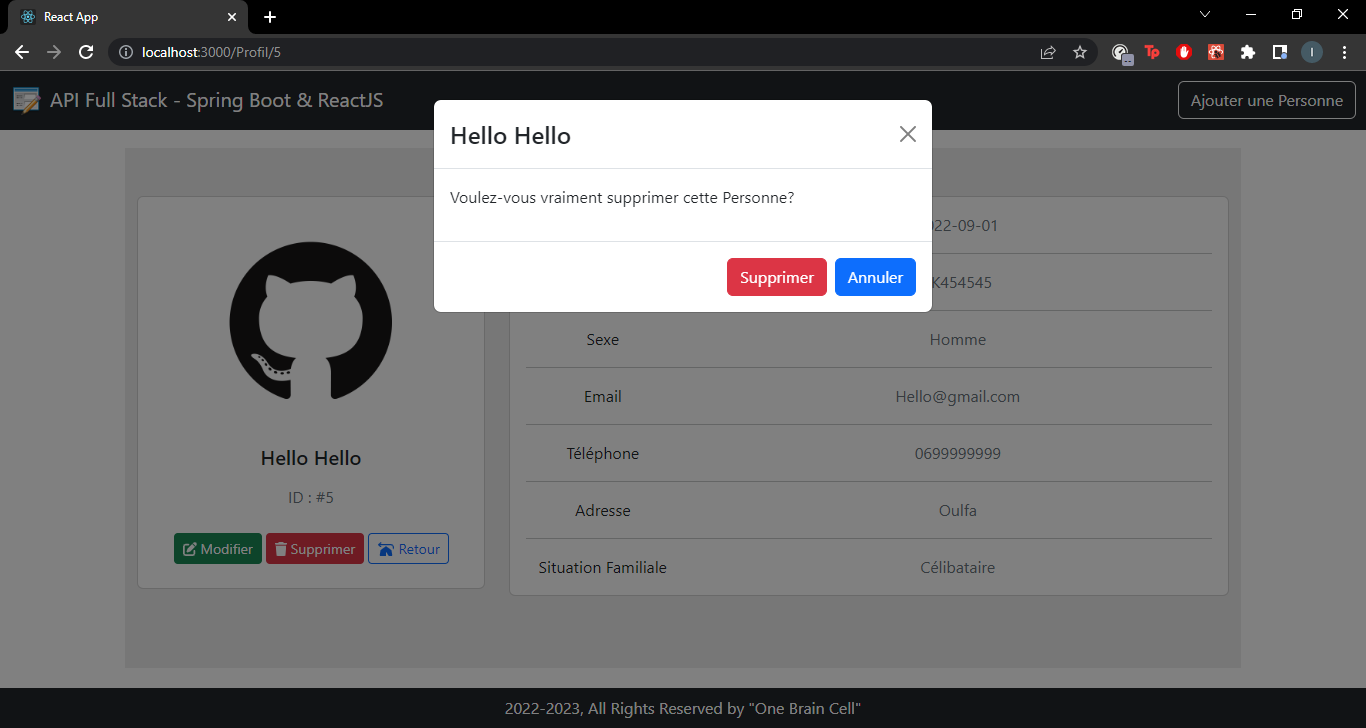 React App
localhost:3000/Profil/5
Tp
I
API Full Stack - Spring Boot & ReactJS
Ajouter une Personne
Hello Hello
Voulez-vous vraiment supprimer cette Personne?
Supprimer Annuler
Hello Hello
ID : #5
Modifier Supprimer Retour
22-09-01
K454545
Sexe Homme
Email Hello@gmail.com
Téléphone 0699999999
Adresse Oulfa
Situation Familiale Célibataire
2022-2023, All Rights Reserved by "One Brain Cell"